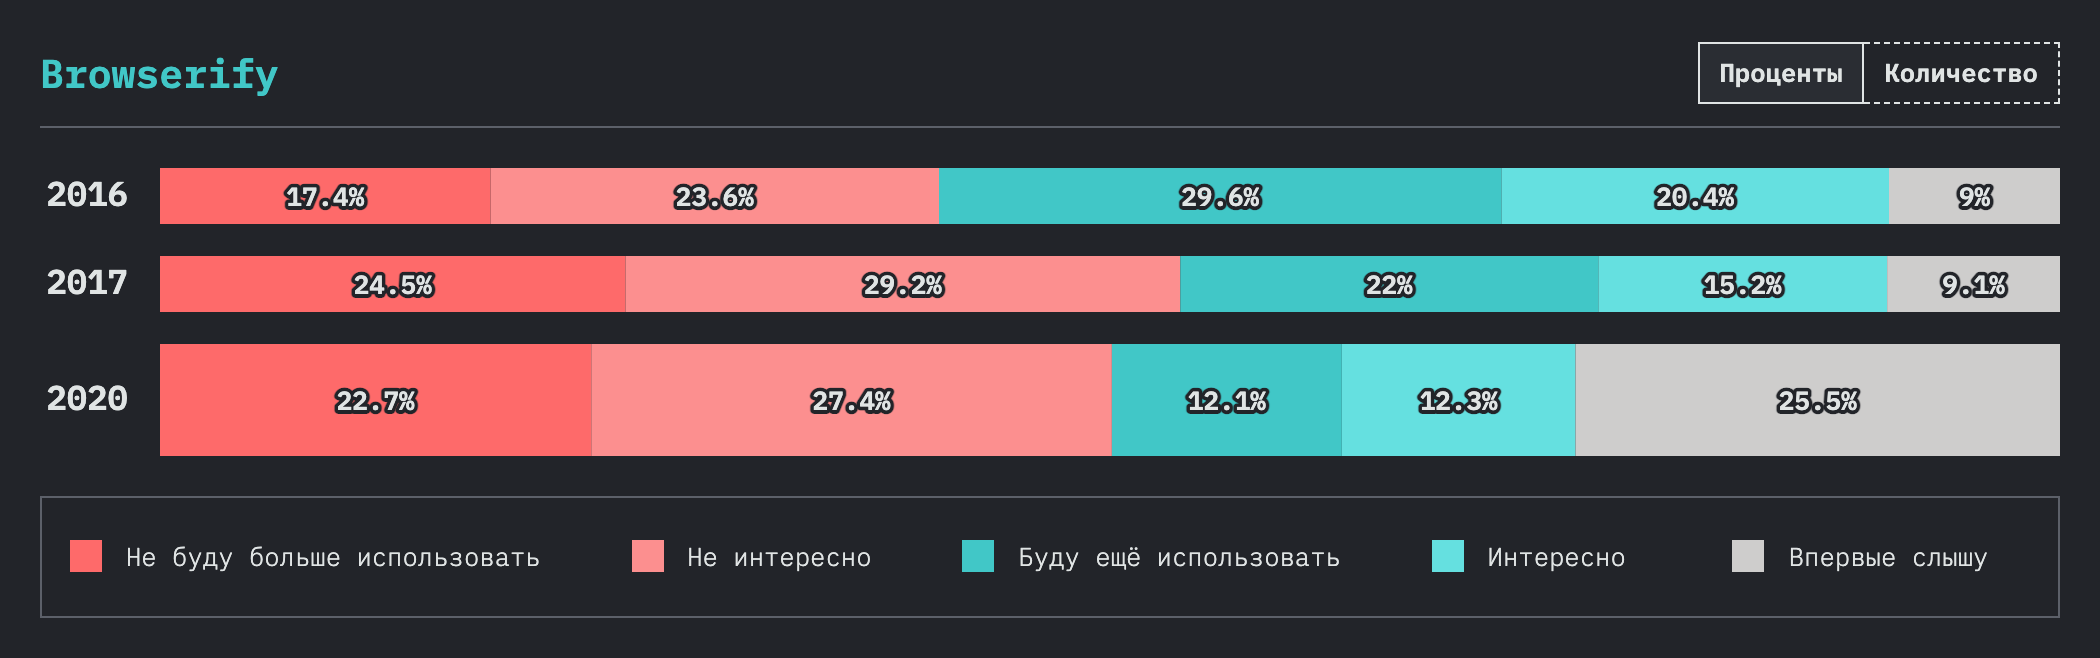 Browserify
Проценты Количество
2016 17.4% 23.6% 29.6% 20.4% 9%
2017 24.5% 29.2% 22% 15.2% 9.1%
2020 22.7% 27.4% 12.1% 12.3% 25.5%
Не буду больше использовать Не интересно Буду ещё использовать Интересно Впервые слышу